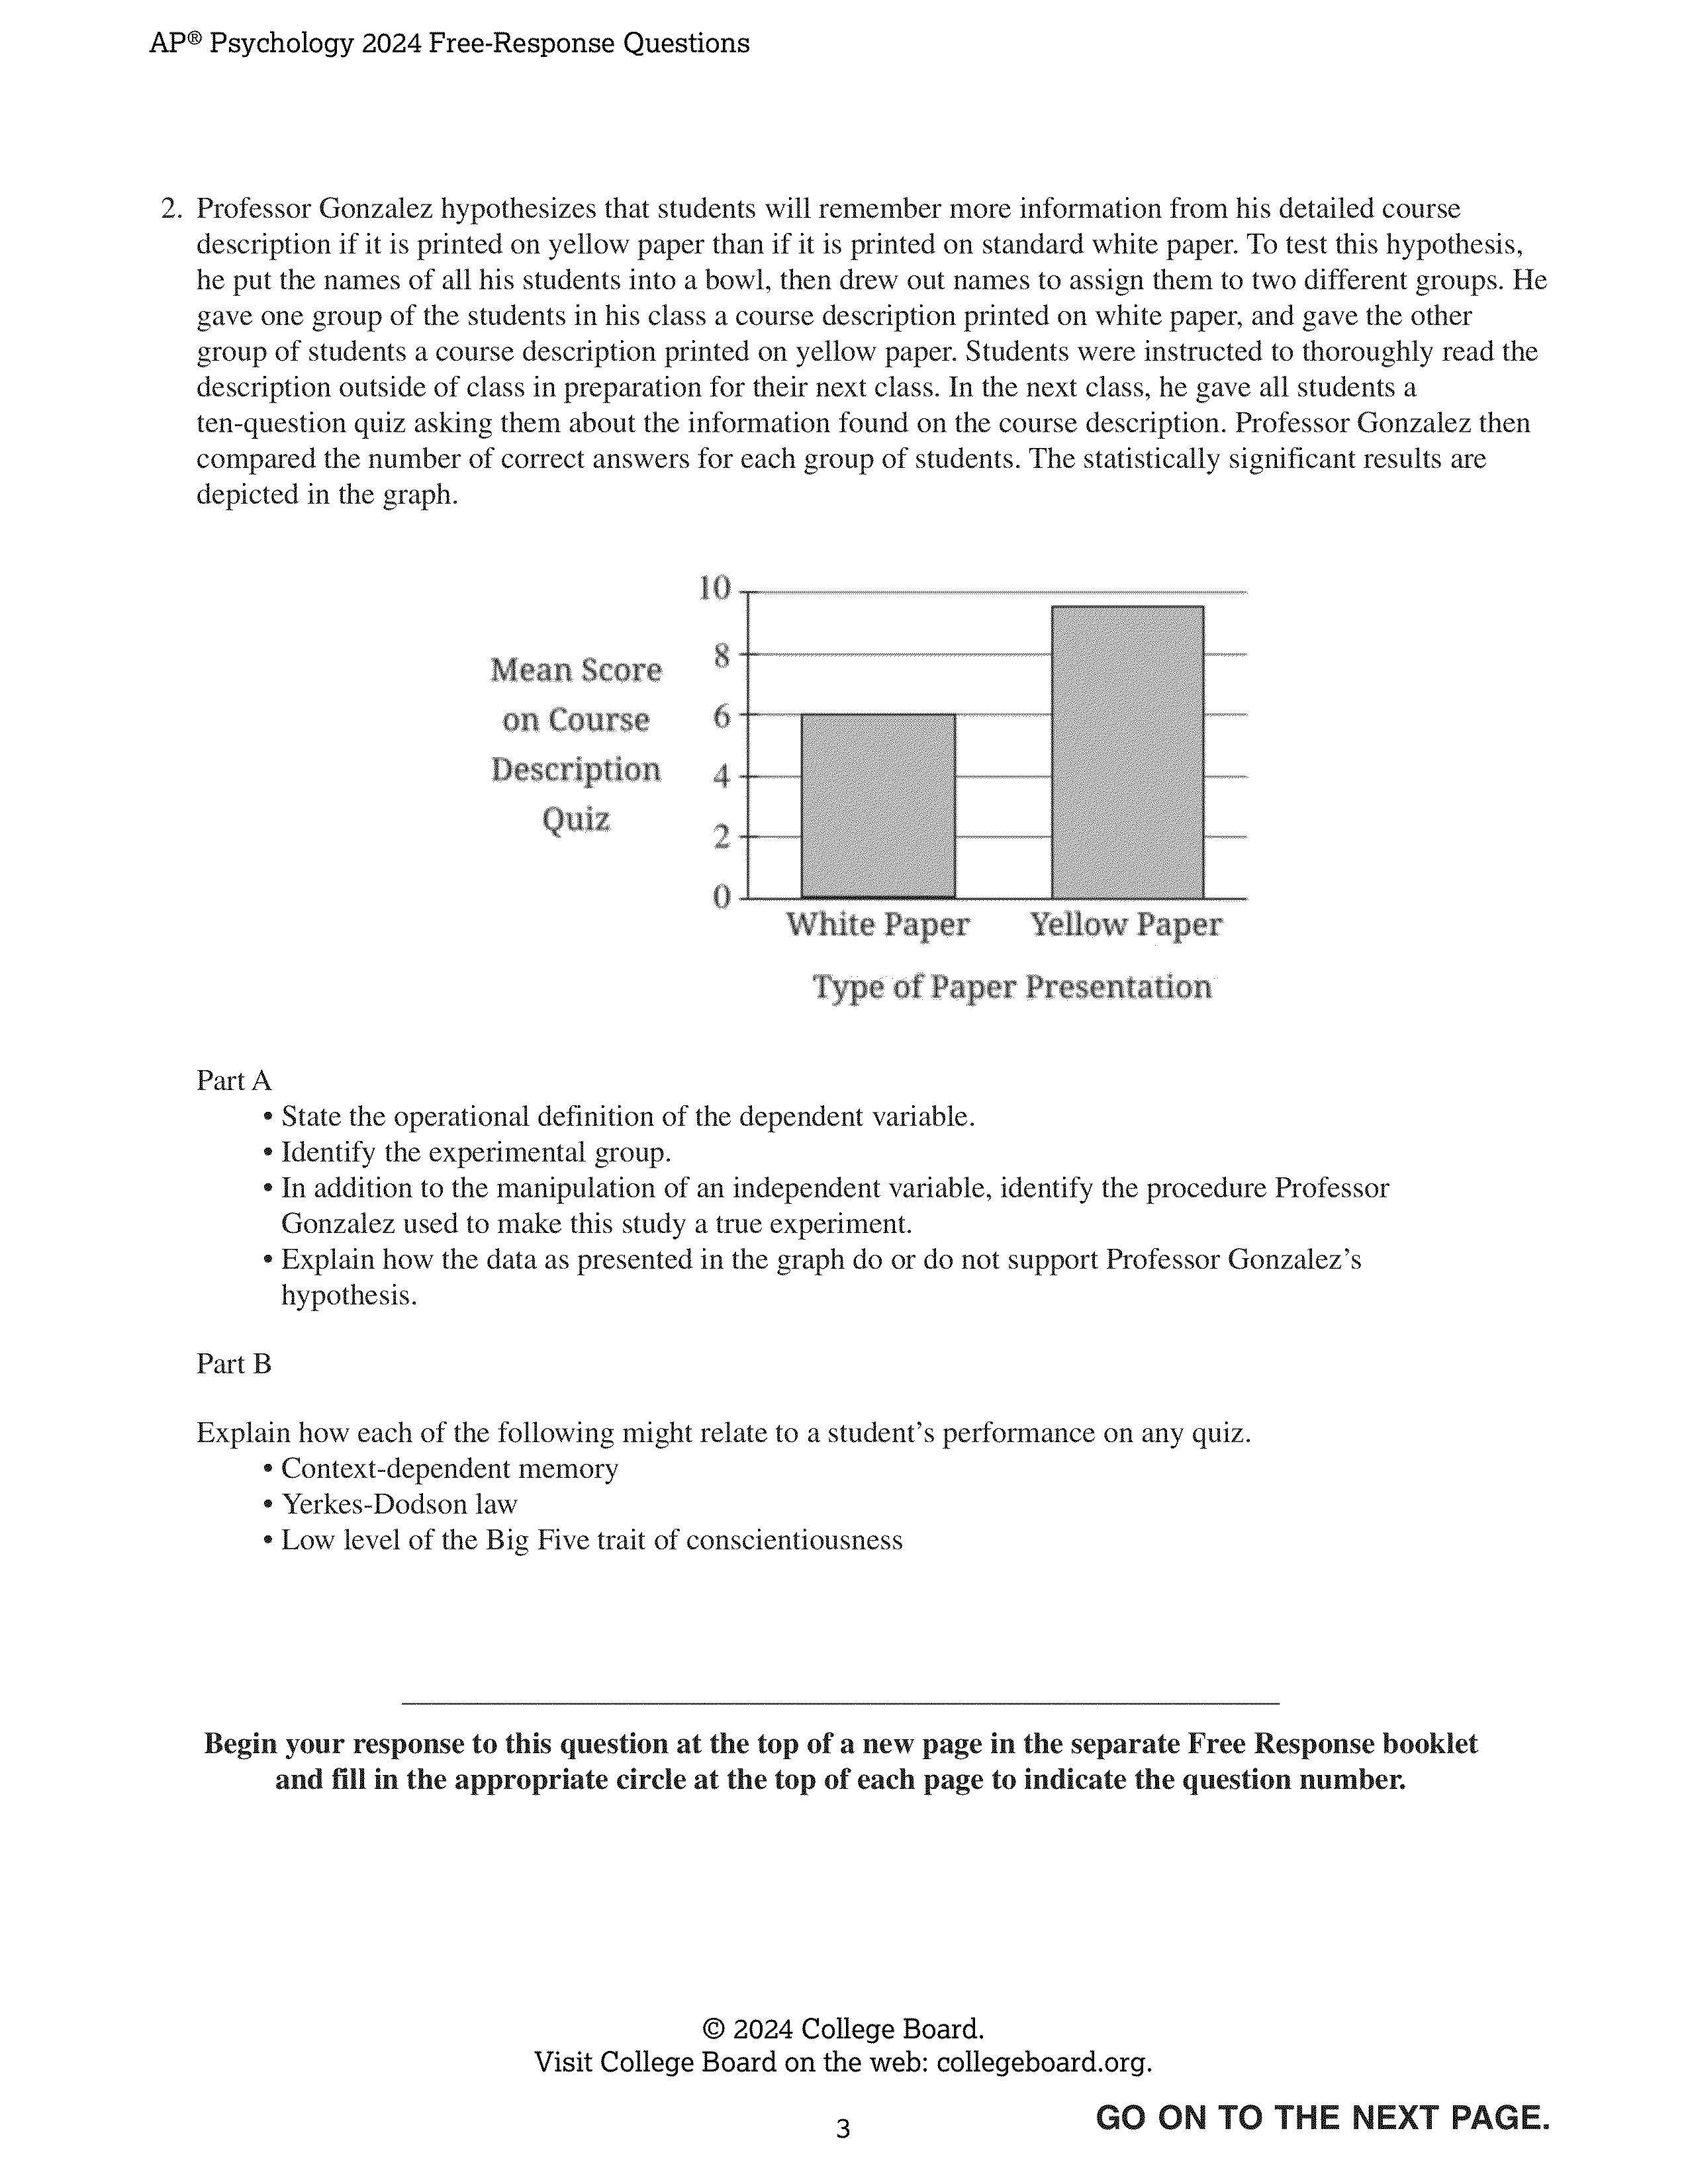 AP® Psychology 2024 Free-Response Questions
2. Professor Gonzalez hypothesizes that students will remember more information from his detailed course
description if it is printed on yellow paper than if it is printed on standard white paper. To test this hypothesis,
he put the names of all his students into a bowl, then drew out names to assign them to two different groups. He
gave one group of the students in his class a course description printed on white paper, and gave the other
group of students a course description printed on yellow paper. Students were instructed to thoroughly read the
description outside of class in preparation for their next class. In the next class, he gave all students a
ten-question quiz asking them about the information found on the course description. Professor Gonzalez then
compared the number of correct answers for each group of students. The statistically significant results are
depicted in the graph.
Mean Score
on Course
Description
Quiz
10
8
6
4
2
0
White Paper Yellow Paper
Type of Paper Presentation
Part A
• State the operational definition of the dependent variable.
• Identify the experimental group.
• In addition to the manipulation of an independent variable, identify the procedure Professor
Gonzalez used to make this study a true experiment.
• Explain how the data as presented in the graph do or do not support Professor Gonzalez’s
hypothesis.
Part B
Explain how each of the following might relate to a student’s performance on any quiz.
• Context-dependent memory
• Yerkes-Dodson law
• Low level of the Big Five trait of conscientiousness
Begin your response to this question at the top of a new page in the separate Free Response booklet
and fill in the appropriate circle at the top of each page to indicate the question number.
© 2024 College Board.
Visit College Board on the web: collegeboard.org.
3
GO ON TO THE NEXT PAGE.